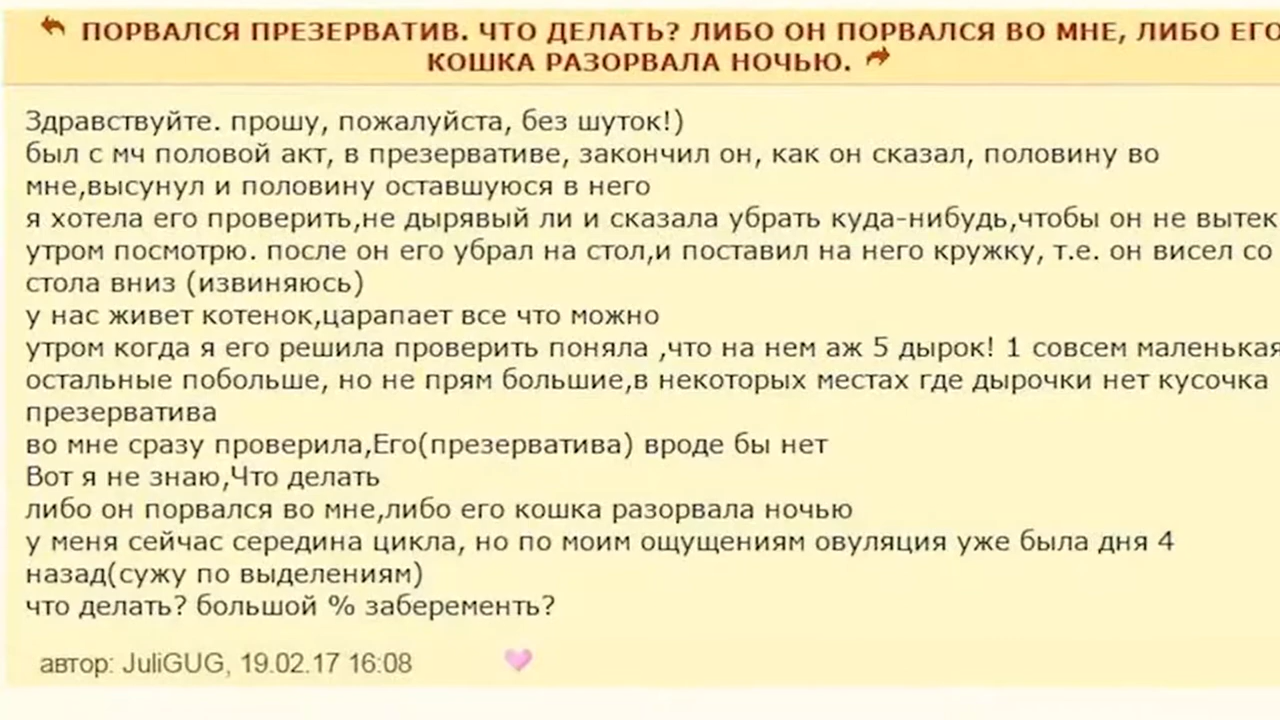 ПОРВАЛСЯ ПРЕЗЕРВАТИВ. ЧТО ДЕЛАТЬ? ЛИБО ОН ПОРВАЛСЯ ВО МНЕ, ЛИБО ЕГО
КОШКА РАЗОРВАЛА НОЧЬЮ.
Здравствуйте. прошу, пожалуйста, без шуток!)
был с мч половой акт, в презервативе, закончил он, как он сказал, половину во
мне,высунул и половину оставшуюся в него
я хотела его проверить,не дырявый ли и сказала убрать куда-нибудь,чтобы он не вытек
утром посмотрю. после он его убрал на стол,и поставил на него кружку, т.е. он висел со
стола вниз (извиняюсь)
у нас живет котенок,царапает все что можно
утром когда я его решила проверить поняла ,что на нем аж 5 дырок! 1 совсем маленькая
остальные побольше, но не прям большие,в некоторых местах где дырочки нет кусочка
презерватива
во мне сразу проверила,Его(презерватива) вроде бы нет
Вот я не знаю,Что делать
либо он порвался во мне,либо его кошка разорвала ночью
у меня сейчас середина цикла, но по моим ощущениям овуляция уже была дня 4
назад(сужу по выделениям)
что делать? большой % заберементь?
автор: JuliGUG, 19.02.17 16:08